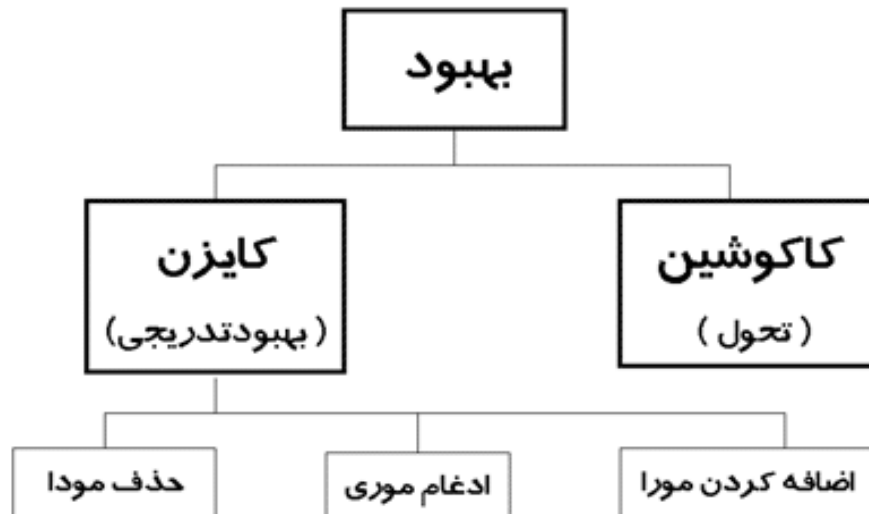 بهبود
کاکوشین
( تحول )
کایزن
(بهبودتدریجی)
اضافه کردن مورا
ادغام موری
حذف مودا